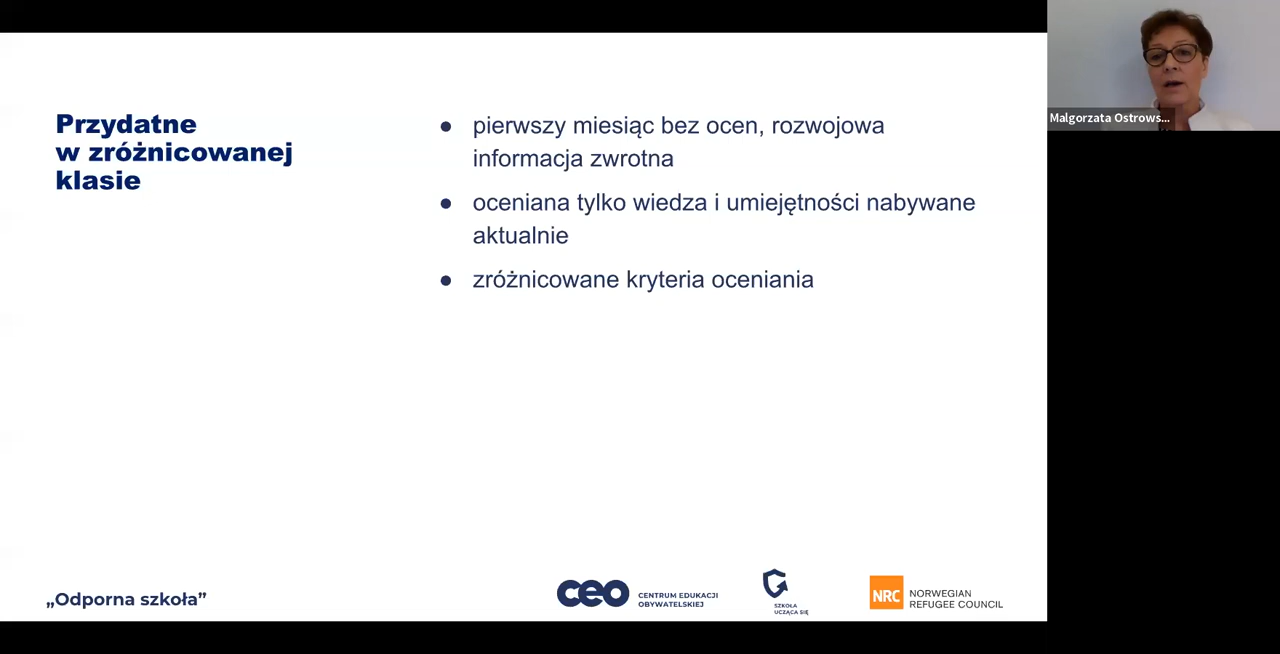 Przydatne
w zróżnicowanej
klasie
● pierwszy miesiąc bez ocen, rozwojowa
informacja zwrotna
● oceniana tylko wiedza i umiejętności nabywane
aktualnie
● zróżnicowane kryteria oceniania
Malgorzata Ostrows...
„Odporna szkoła”
ceo
CENTRUM EDUKACJI
OBYWATELSKIEJ
SZKOŁA
UCZĄCA SIĘ
NRC
NORWEGIAN
REFUGEE COUNCIL